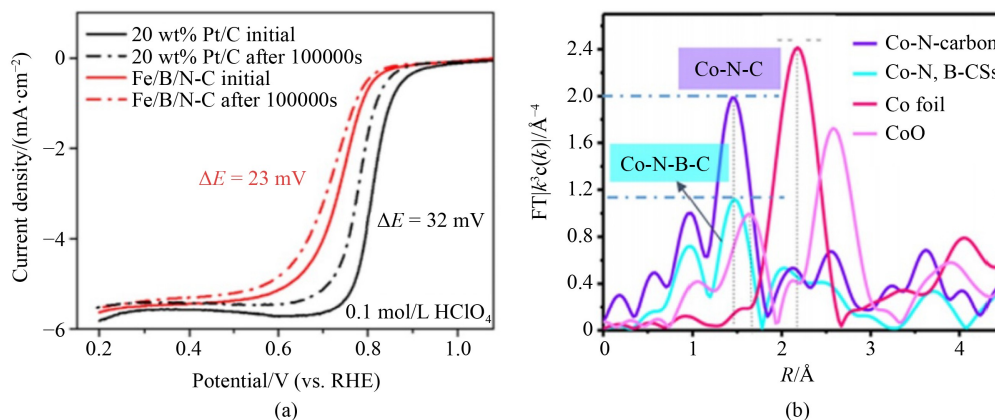 (a)
20 wt% Pt/C initial
20 wt% Pt/C after 100000s
Fe/B/N-C initial
Fe/B/N-C after 100000s
ΔE = 23 mV
ΔE = 32 mV
0.1 mol/L HClO₄
Current density/(mA·cm⁻²)
0
−2
−4
−6
0.2
0.4
0.6
0.8
1.0
Potential/V (vs. RHE)
(a)
(b)
Co-N-carbon
Co-N, B-CSs
Co foil
CoO
Co-N-C
Co-N-B-C
FT|k³c(k)|/Å⁻⁴
2.4
2.0
1.6
1.2
0.8
0.4
0
0
1
2
3
4
R/Å
(b)